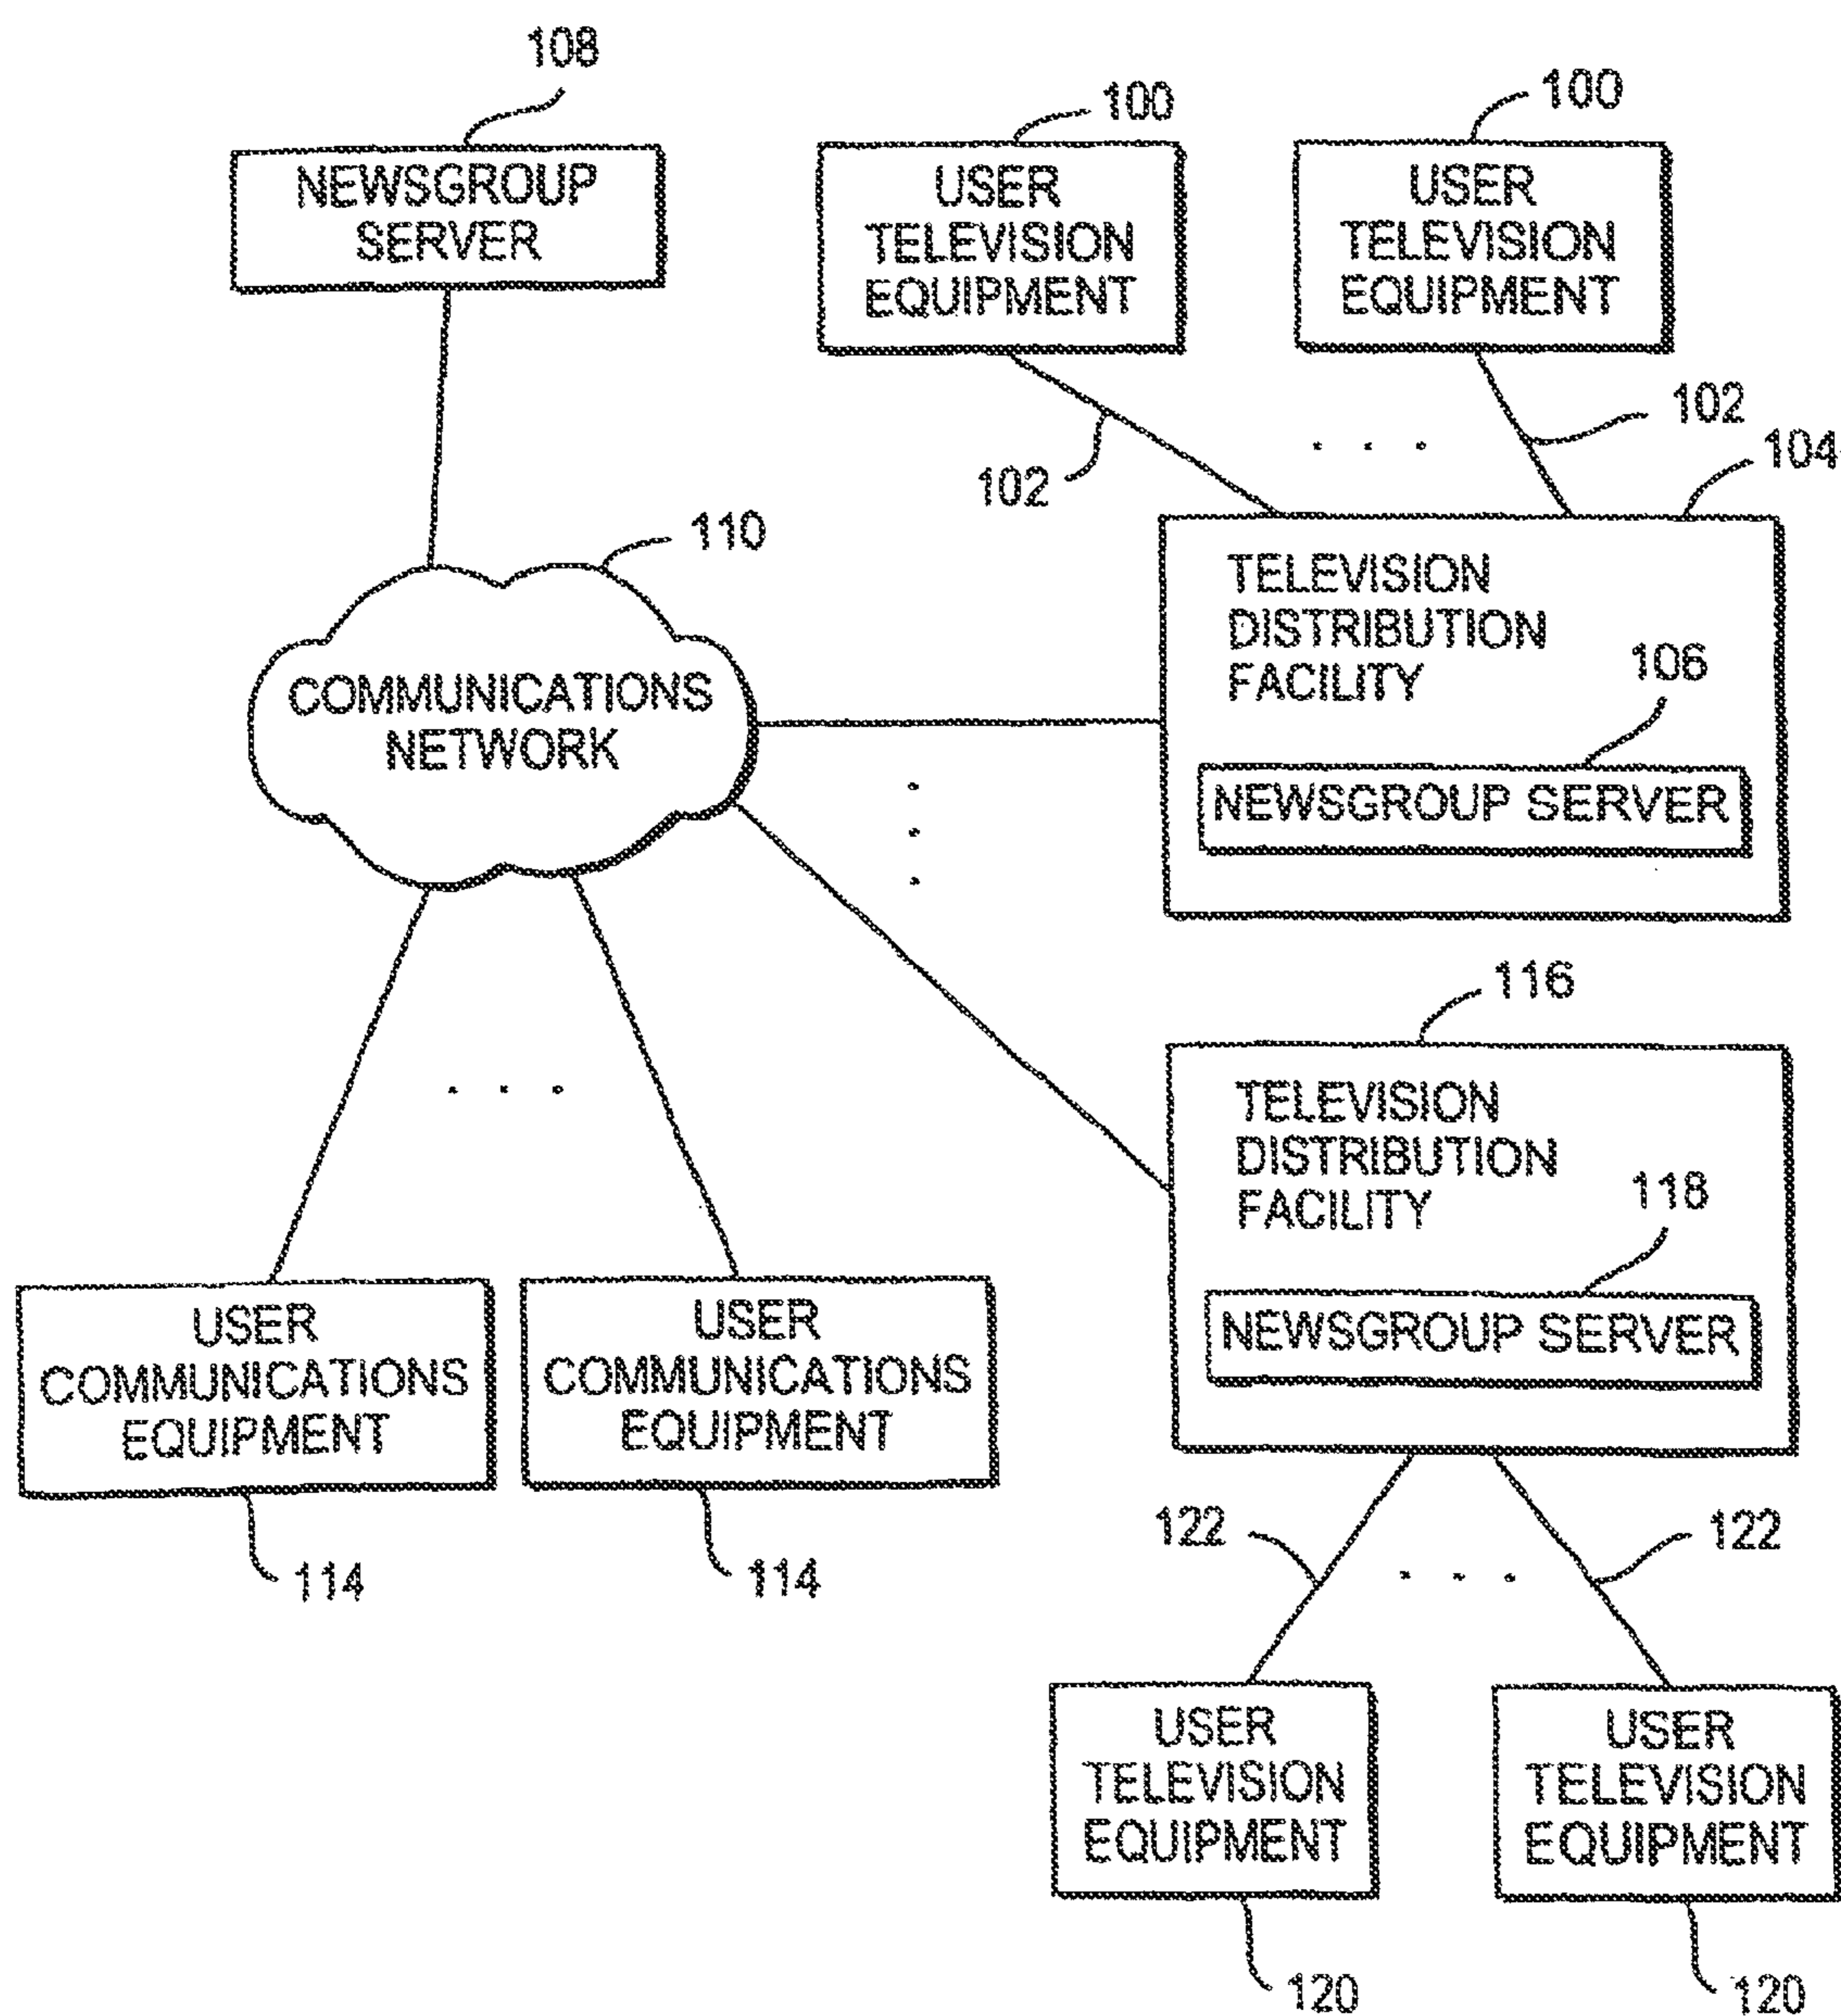 108
100
100
NEWSGROUP
SERVER
USER
TELEVISION
EQUIPMENT
USER
TELEVISION
EQUIPMENT
102
102
104
110
COMMUNICATIONS
NETWORK
TELEVISION
DISTRIBUTION
FACILITY
106
NEWSGROUP SERVER
116
TELEVISION
DISTRIBUTION
FACILITY
118
NEWSGROUP SERVER
USER
COMMUNICATIONS
EQUIPMENT
USER
COMMUNICATIONS
EQUIPMENT
114
114
122
122
USER
TELEVISION
EQUIPMENT
USER
TELEVISION
EQUIPMENT
120
120